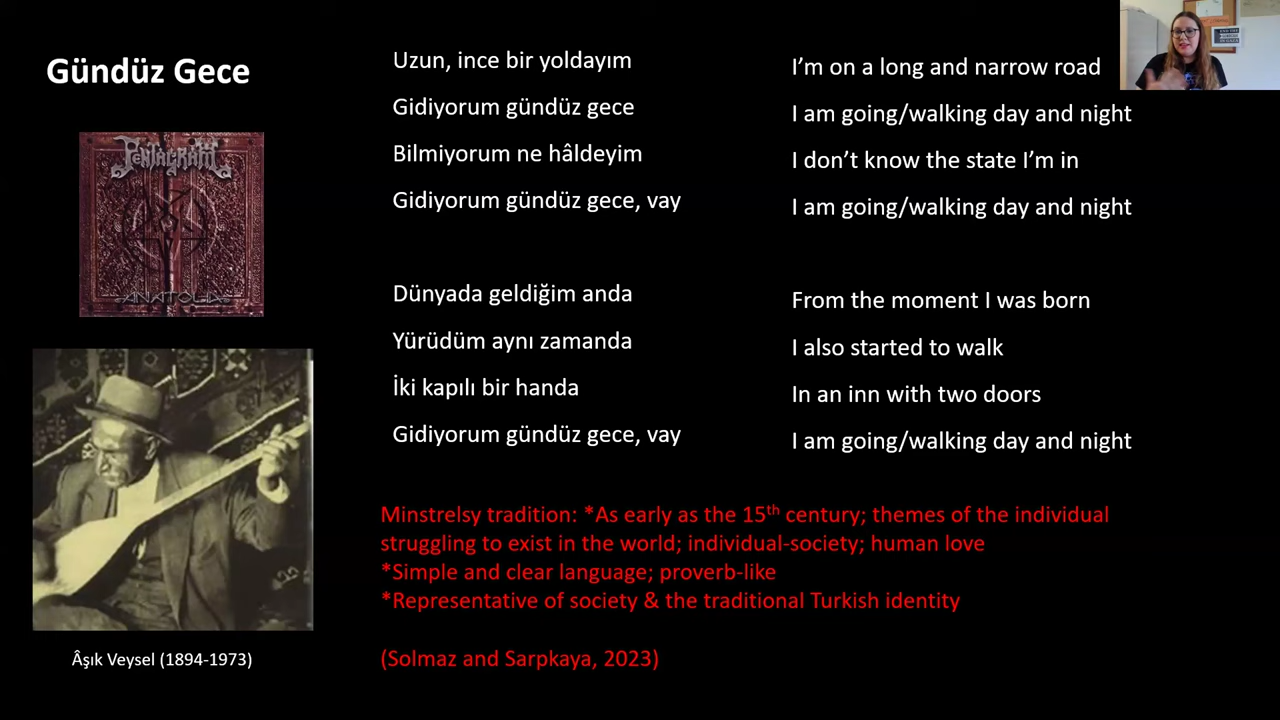 Gündüz Gece
PENTAGRAM
ANATOLIA
Âşık Veysel (1894-1973)
Uzun, ince bir yoldayım
Gidiyorum gündüz gece
Bilmiyorum ne hâldeyim
Gidiyorum gündüz gece, vay
Dünyada geldiğim anda
Yürüdüm aynı zamanda
İki kapılı bir handa
Gidiyorum gündüz gece, vay
I’m on a long and narrow road
I am going/walking day and night
I don’t know the state I’m in
I am going/walking day and night
From the moment I was born
I also started to walk
In an inn with two doors
I am going/walking day and night
Minstrelsy tradition: *As early as the 15th century; themes of the individual
struggling to exist in the world; individual-society; human love
*Simple and clear language; proverb-like
*Representative of society & the traditional Turkish identity
(Solmaz and Sarpkaya, 2023)